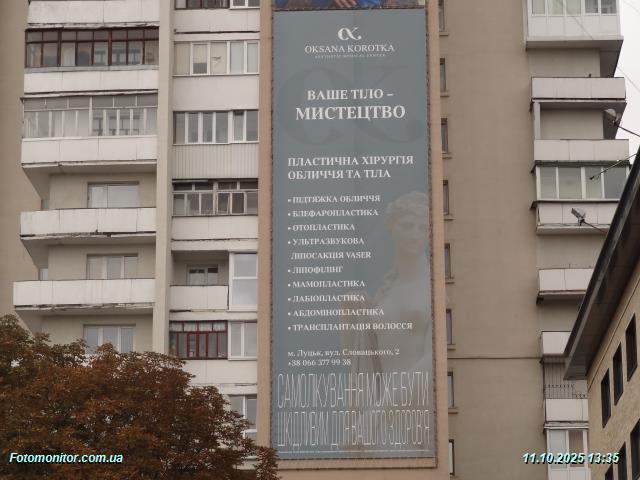 OKSANA KOROTKA
AESTHETIC MEDICAL CENTER
ВАШЕ ТІЛО –
МИСТЕЦТВО
ПЛАСТИЧНА ХІРУРГІЯ
ОБЛИЧЧЯ ТА ТІЛА
• ПІДТЯЖКА ОБЛИЧЧЯ
• БЛЕФАРОПЛАСТИКА
• ОТОПЛАСТИКА
• УЛЬТРАЗВУКОВА
ЛІПОСАКЦІЯ VASER
• ЛІПОФІЛІНГ
• МАМОПЛАСТИКА
• ЛАБІОПЛАСТИКА
• АБДОМІНОПЛАСТИКА
• ТРАНСПЛАНТАЦІЯ ВОЛОССЯ
м. Луцьк, вул. Словацького, 2
+38 066 377 99 38
САМОЛІКУВАННЯ МОЖЕ БУТИ
ШКІДЛИВИМ ДЛЯ ВАШОГО ЗДОРОВ'Я
Fotomonitor.com.ua
11.10.2025 13:35